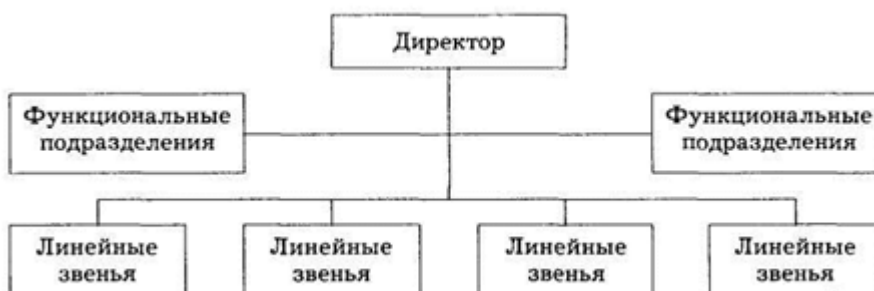 Директор
Функциональные
подразделения
Функциональные
подразделения
Линейные
звенья
Линейные
звенья
Линейные
звенья
Линейные
звенья